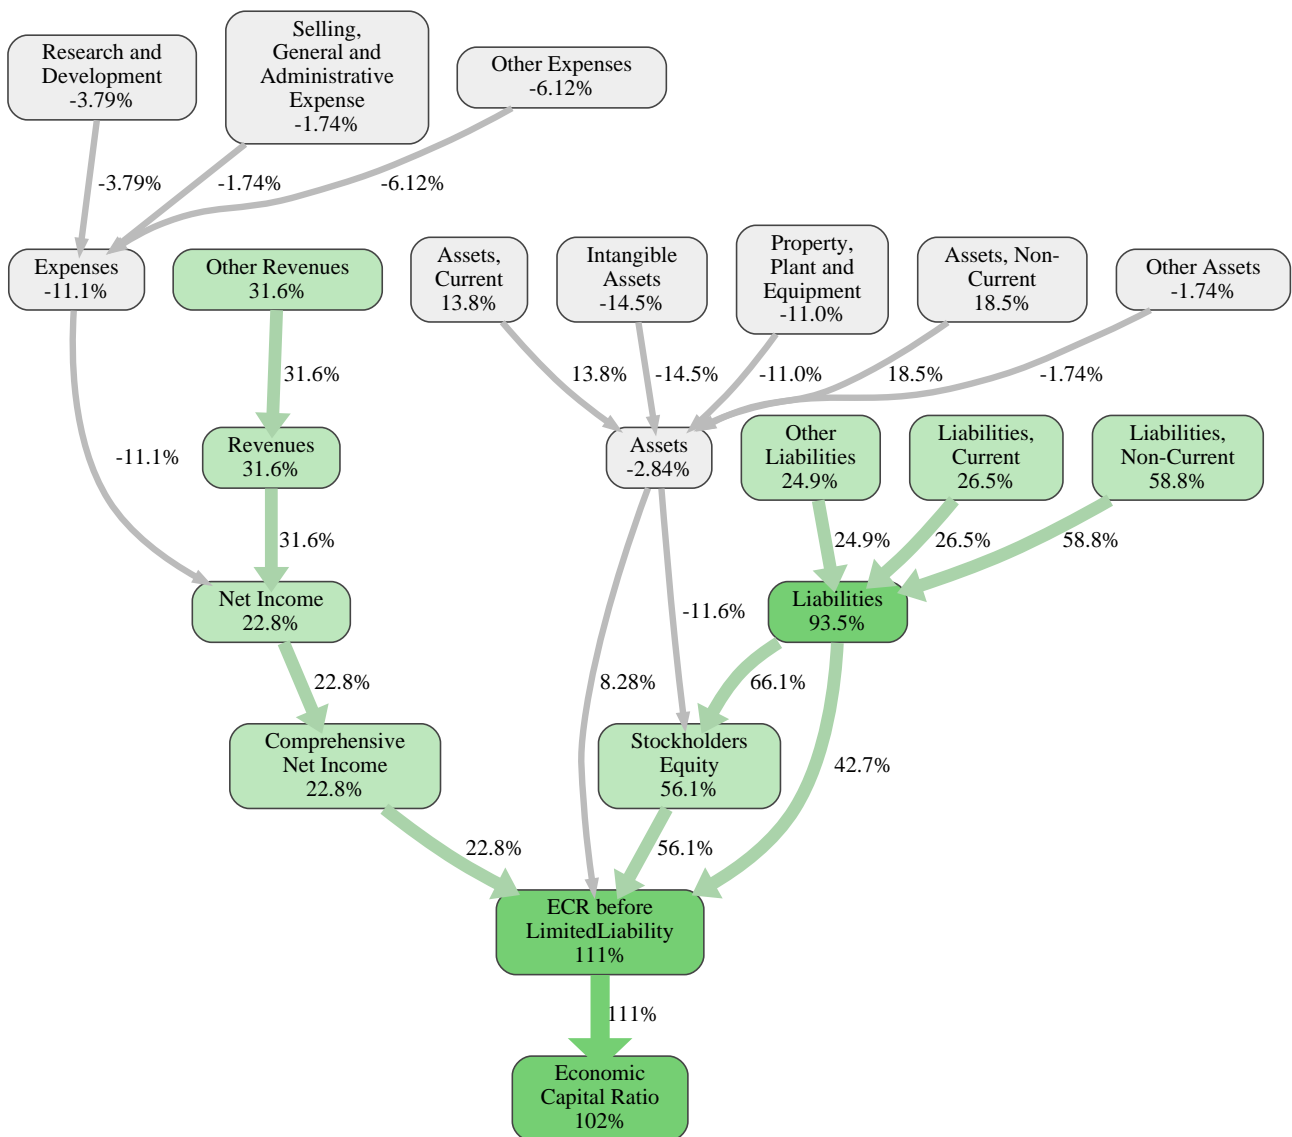 Research and
Development
-3.79%
Selling,
General and
Administrative
Expense
-1.74%
Other Expenses
-6.12%
-3.79%
-1.74%
-6.12%
Expenses
-11.1%
Other Revenues
31.6%
Assets,
Current
13.8%
Intangible
Assets
-14.5%
Property,
Plant and
Equipment
-11.0%
Assets, Non-
Current
18.5%
Other Assets
-1.74%
31.6%
13.8%
-14.5%
-11.0%
18.5%
-1.74%
-11.1%
Revenues
31.6%
Assets
-2.84%
Other
Liabilities
24.9%
Liabilities,
Current
26.5%
Liabilities,
Non-Current
58.8%
31.6%
24.9%
26.5%
58.8%
Net Income
22.8%
-11.6%
Liabilities
93.5%
22.8%
8.28%
66.1%
Comprehensive
Net Income
22.8%
Stockholders
Equity
56.1%
42.7%
22.8%
56.1%
ECR before
LimitedLiability
111%
111%
Economic
Capital Ratio
102%